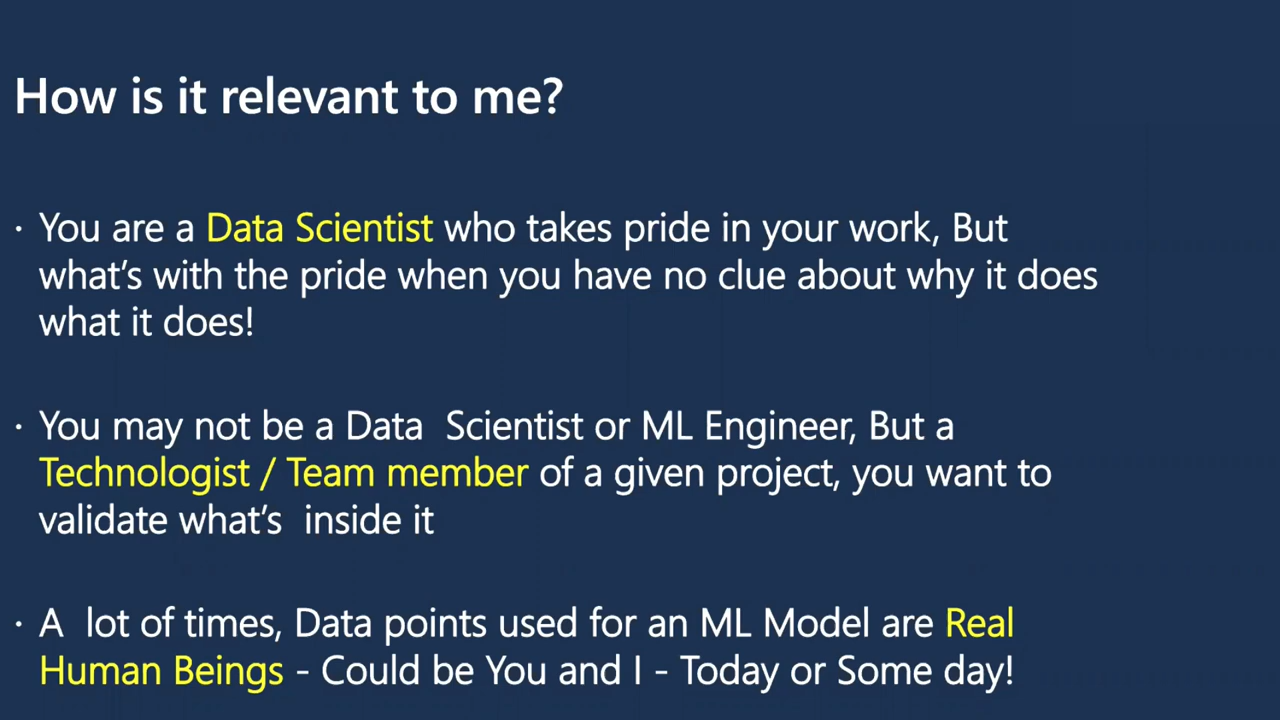 How is it relevant to me?
· You are a Data Scientist who takes pride in your work, But
what's with the pride when you have no clue about why it does
what it does!
· You may not be a Data  Scientist or ML Engineer, But a
Technologist / Team member of a given project, you want to
validate what's  inside it
· A  lot of times, Data points used for an ML Model are Real
Human Beings - Could be You and I - Today or Some day!